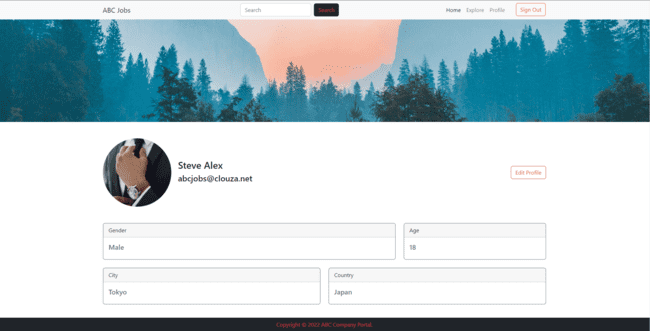 ABC Jobs
Search
Search
Home
Explore
Profile
Sign Out
Steve Alex
abcjobs@clouza.net
Edit Profile
Gender
Age
Male
18
City
Country
Tokyo
Japan
Copyright © 2022 ABC Company Portal.